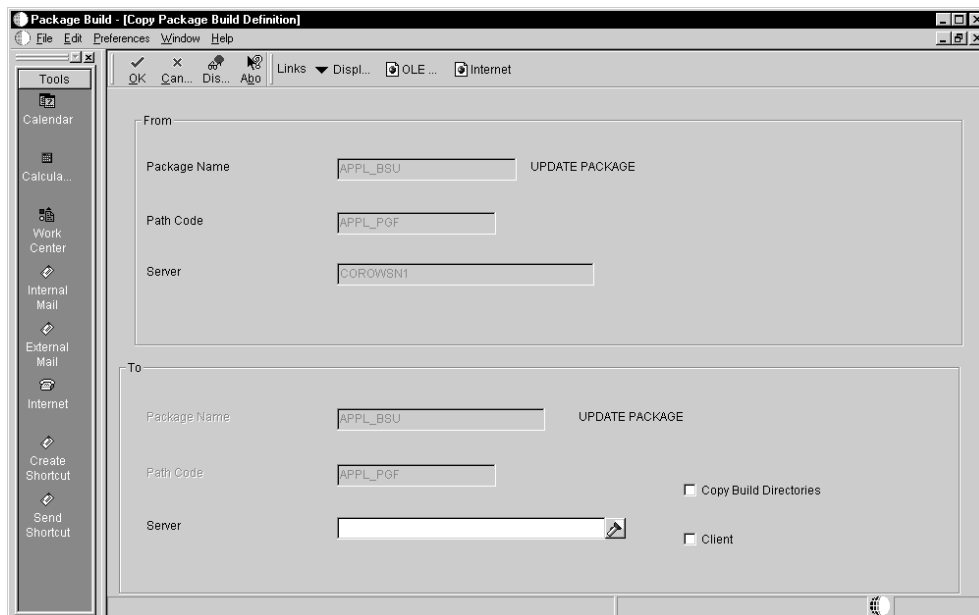 Package Build - [Copy Package Build Definition]
File Edit Preferences Window Help
Tools
Calendar
Calcula...
Work
Center
Internal
Mail
External
Mail
Internet
Create
Shortcut
Send
Shortcut
OK Can... Dis... Abo Links Displ... OLE ... Internet
From
Package Name APPL_BSU UPDATE PACKAGE
Path Code APPL_PGF
Server COROWSN1
To
Package Name APPL_BSU UPDATE PACKAGE
Path Code APPL_PGF
Copy Build Directories
Server
Client